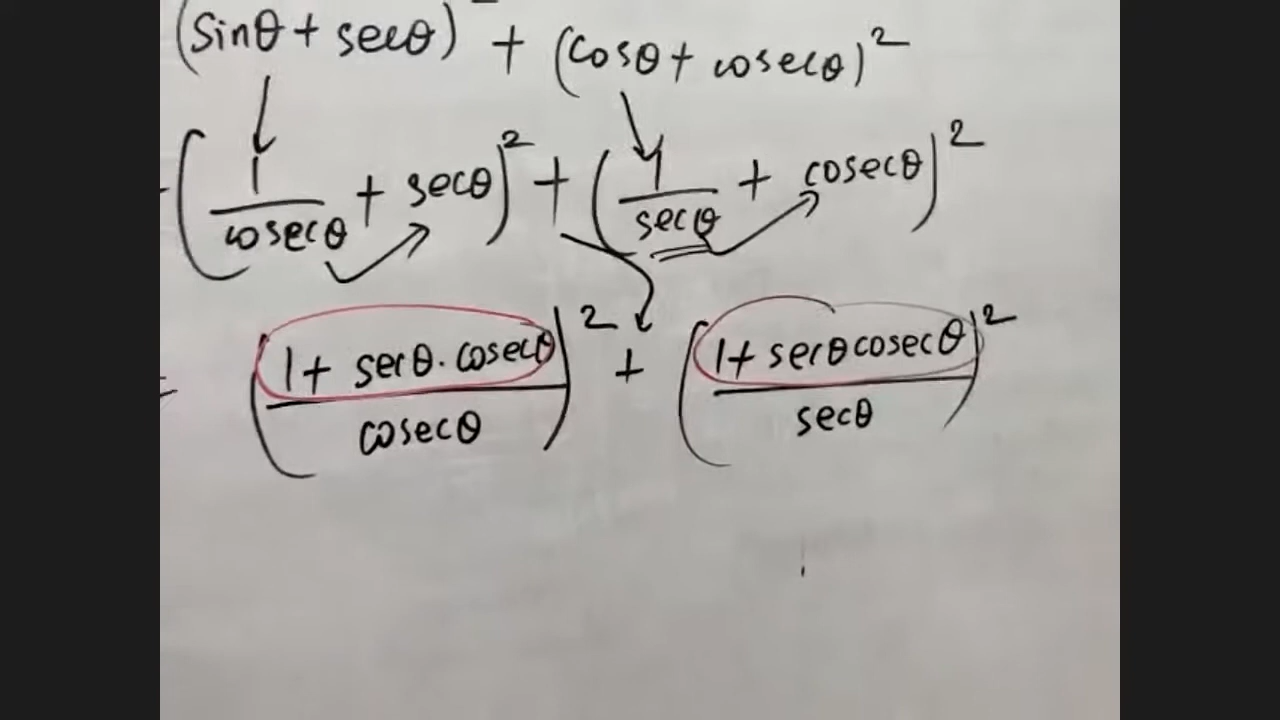 (sinθ + secθ)² + (cosθ + cosecθ)²
(1/cosecθ + secθ)² + (1/secθ + cosecθ)²
= ((1 + secθ·cosecθ)/cosecθ)² + ((1 + secθcosecθ)/secθ)²